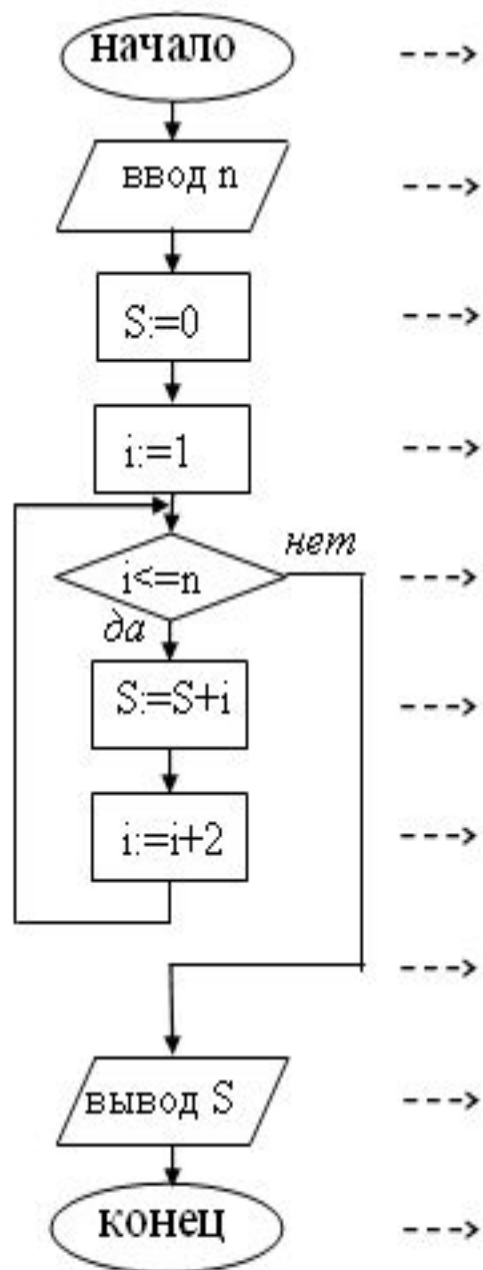 начало --->
ввод n --->
S:=0 --->
i:=1 --->
нет
i<=n --->
да
S:=S+i --->
i:=i+2 --->
--->
вывод S --->
конец --->